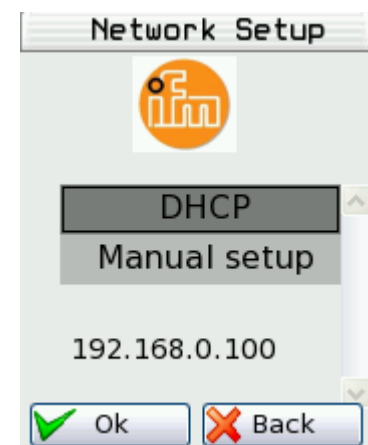 Network Setup
ifm
DHCP
Manual setup
192.168.0.100
Ok
Back